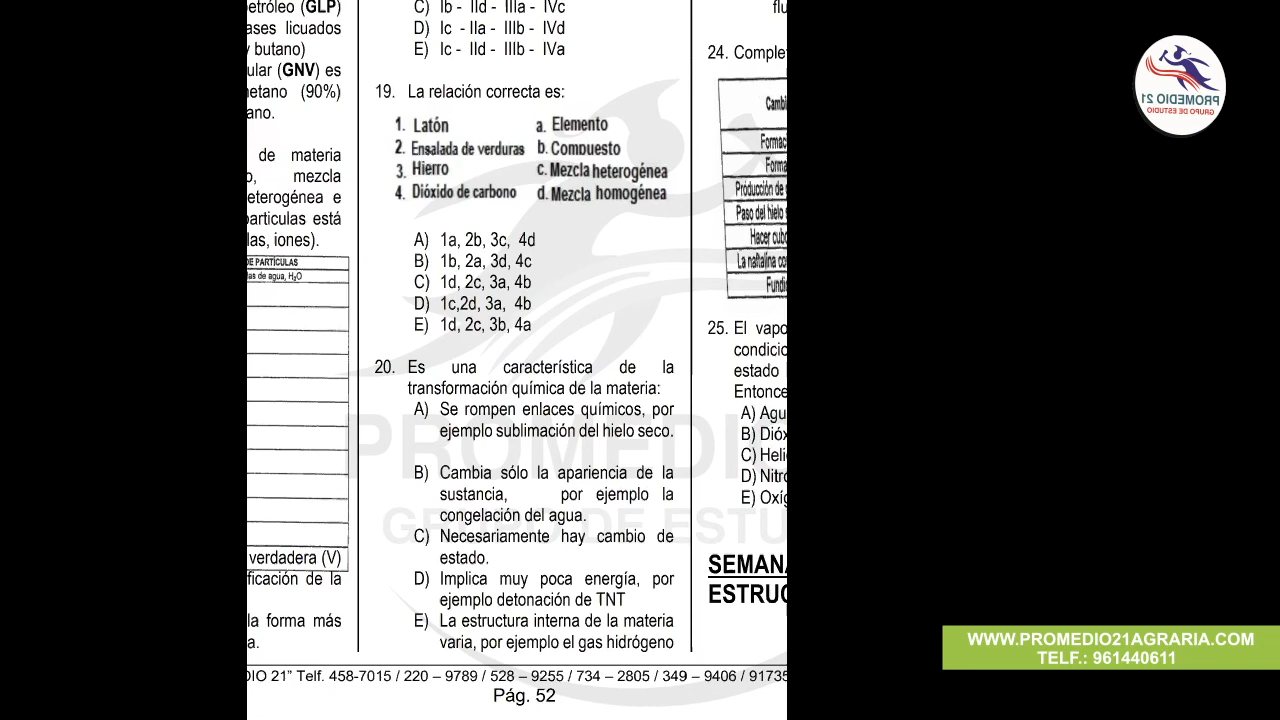 etróleo (GLP)
ases licuados
y butano)
ular (GNV) es
etano (90%)
ano.
de materia
mezcla
eterogénea e
particulas está
las, iones).
DE PARTÍCULAS
las de agua, H₂O
verdadera (V)
ficación de la
la forma más
a.
C) Ib - IId - IIIa - IVc
D) Ic - IIa - IIIb - IVd
E) Ic - IId - IIIb - IVa
19. La relación correcta es:
1. Latón a. Elemento
2. Ensalada de verduras b. Compuesto
3. Hierro c. Mezcla heterogénea
4. Dióxido de carbono d. Mezcla homogénea
A) 1a, 2b, 3c, 4d
B) 1b, 2a, 3d, 4c
C) 1d, 2c, 3a, 4b
D) 1c,2d, 3a, 4b
E) 1d, 2c, 3b, 4a
20. Es una característica de la
transformación química de la materia:
A) Se rompen enlaces químicos, por
ejemplo sublimación del hielo seco.
B) Cambia sólo la apariencia de la
sustancia, por ejemplo la
congelación del agua.
C) Necesariamente hay cambio de
estado.
D) Implica muy poca energía, por
ejemplo detonación de TNT
E) La estructura interna de la materia
varia, por ejemplo el gas hidrógeno
flu
24. Comple
Cambi
Formaci
Forma
Producción de
Paso del hielo
Hacer cubo
La naftalina co
Fundi
25. El vapo
condicio
estado
Entonce
A) Agu
B) Dióx
C) Heli
D) Nitro
E) Oxíg
SEMANA
ESTRUC
PROMEDIO
GRUPO DE ESTU
DIO 21” Telf. 458-7015 / 220 – 9789 / 528 – 9255 / 734 – 2805 / 349 – 9406 / 91735
Pág. 52
PROMEDIO 21
GRUPO DE ESTUDIO
WWW.PROMEDIO21AGRARIA.COM
TELF.: 961440611